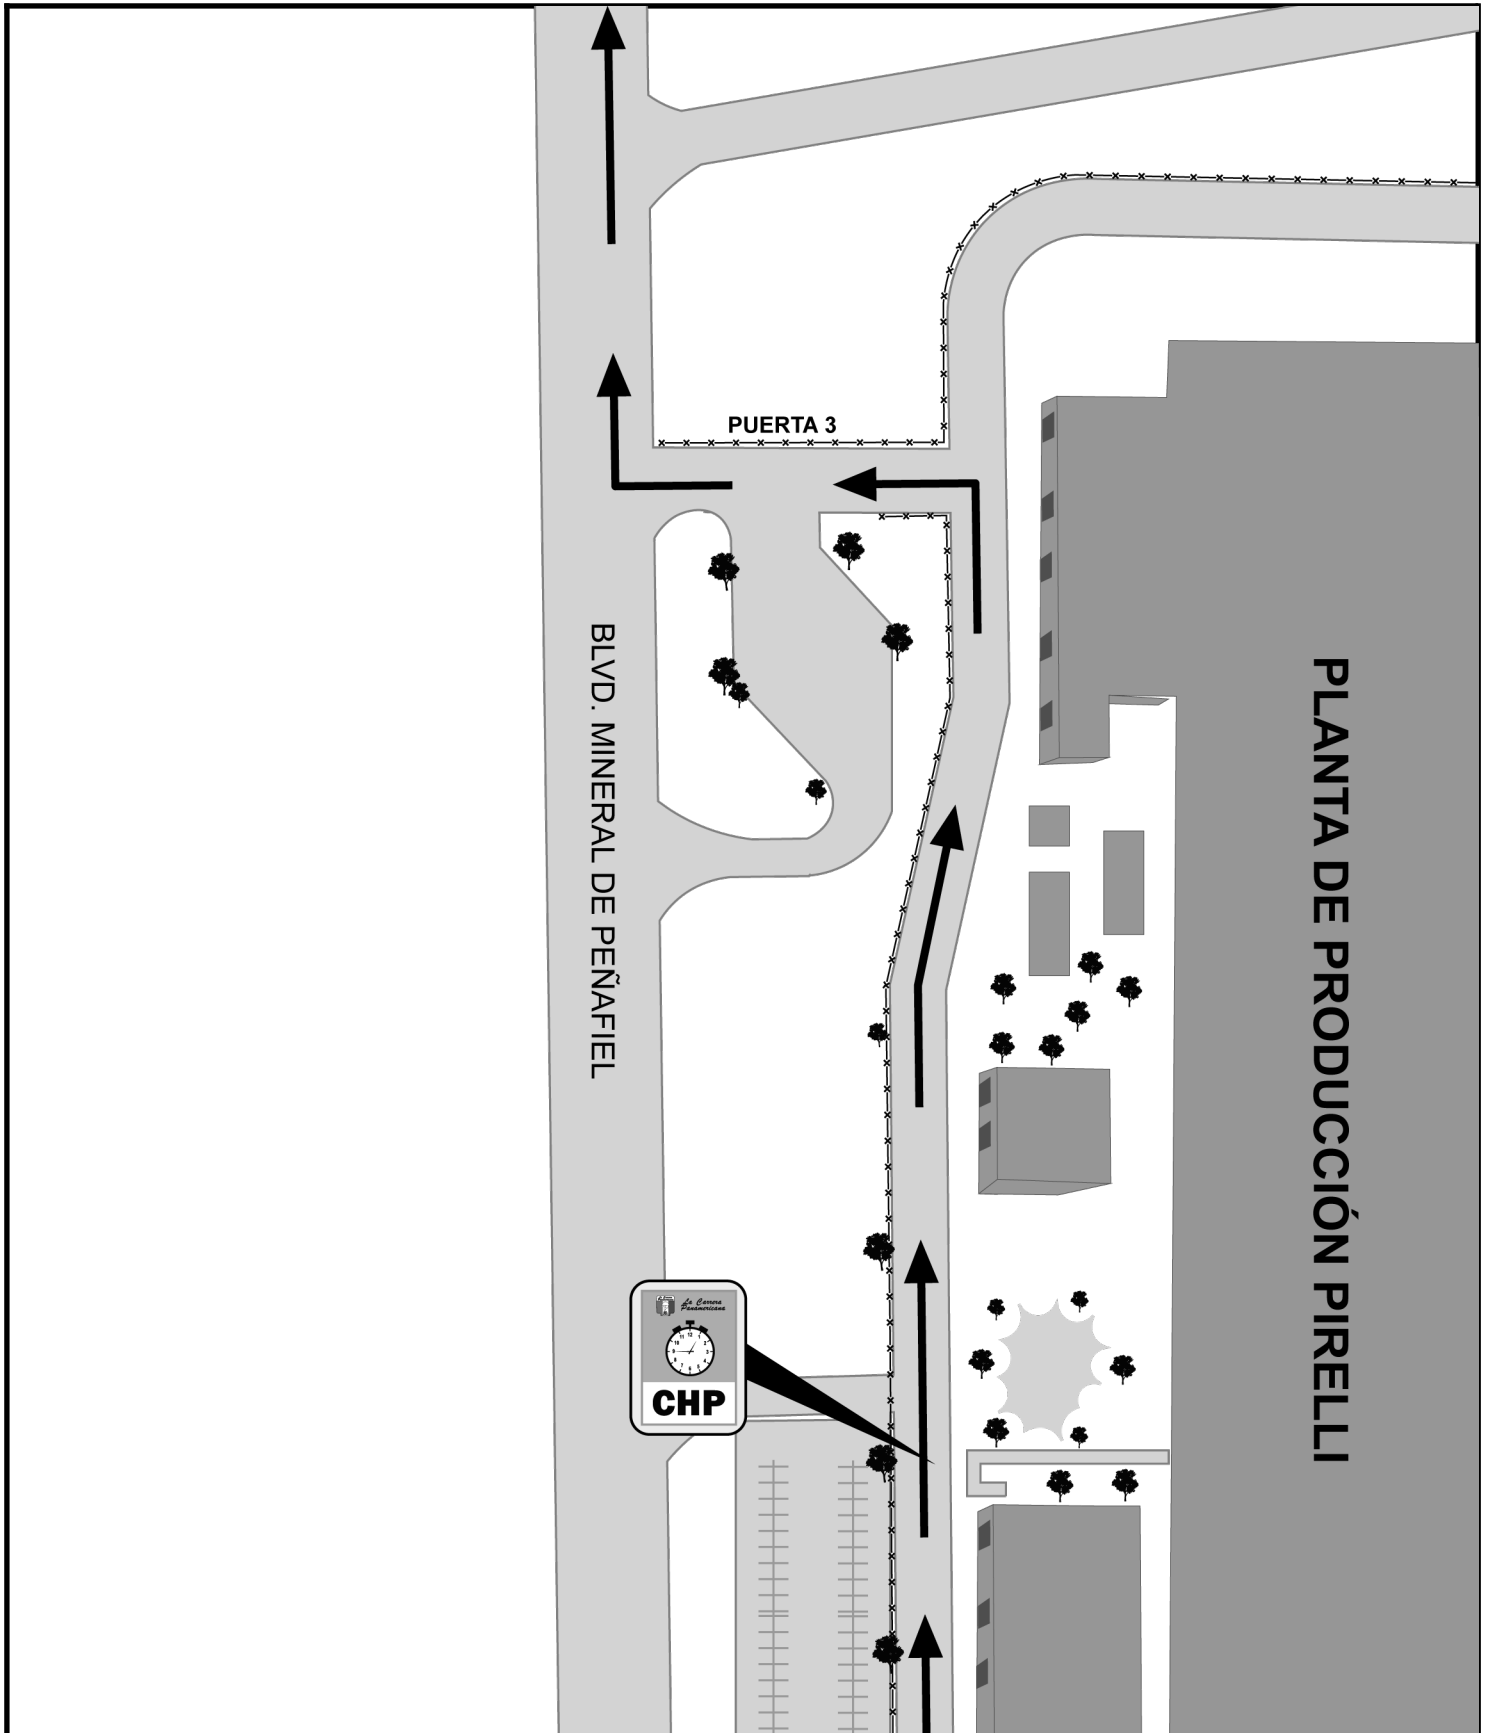 PUERTA 3
BLVD. MINERAL DE PEÑAFIEL
PLANTA DE PRODUCCIÓN PIRELLI
La Carrera
Panamericana
CHP